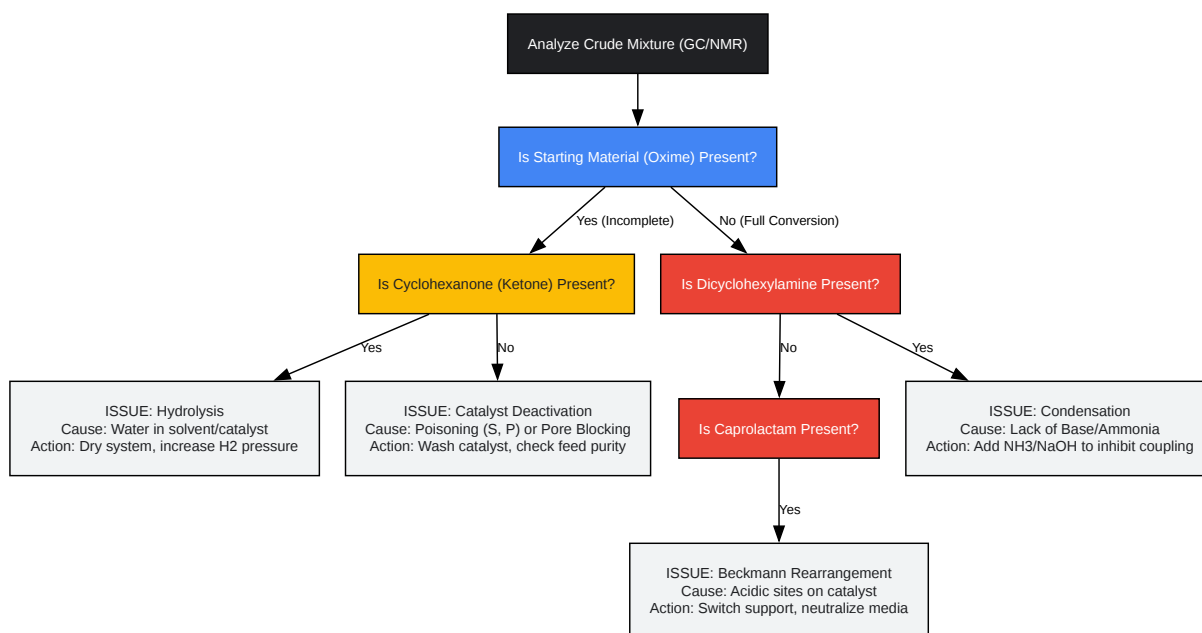 Analyze Crude Mixture (GC/NMR)
Is Starting Material (Oxime) Present?
Yes (Incomplete)
No (Full Conversion)
Is Cyclohexanone (Ketone) Present?
Is Dicyclohexylamine Present?
Yes
No
No
Yes
ISSUE: Hydrolysis
Cause: Water in solvent/catalyst
Action: Dry system, increase H2 pressure
ISSUE: Catalyst Deactivation
Cause: Poisoning (S, P) or Pore Blocking
Action: Wash catalyst, check feed purity
Is Caprolactam Present?
ISSUE: Condensation
Cause: Lack of Base/Ammonia
Action: Add NH3/NaOH to inhibit coupling
Yes
ISSUE: Beckmann Rearrangement
Cause: Acidic sites on catalyst
Action: Switch support, neutralize media